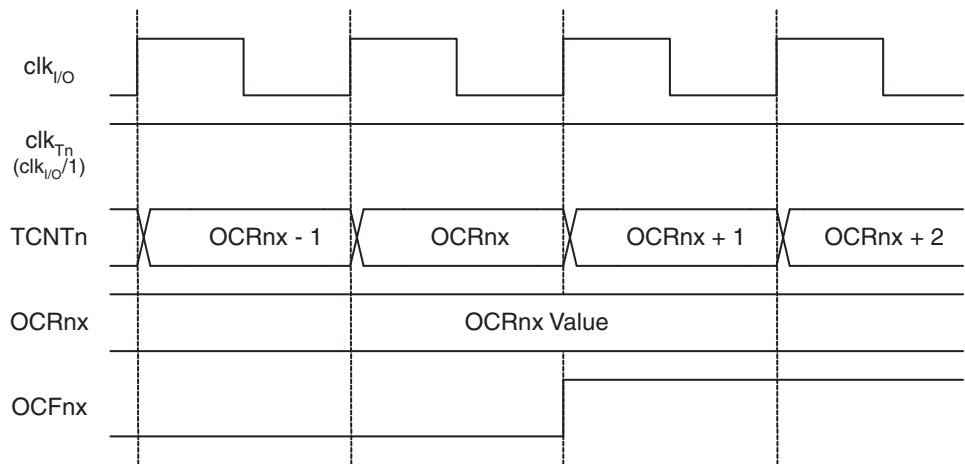 clkI/O
clkTn
(clkI/O/1)
TCNTn OCRnx - 1 OCRnx OCRnx + 1 OCRnx + 2
OCRnx OCRnx Value
OCFnx